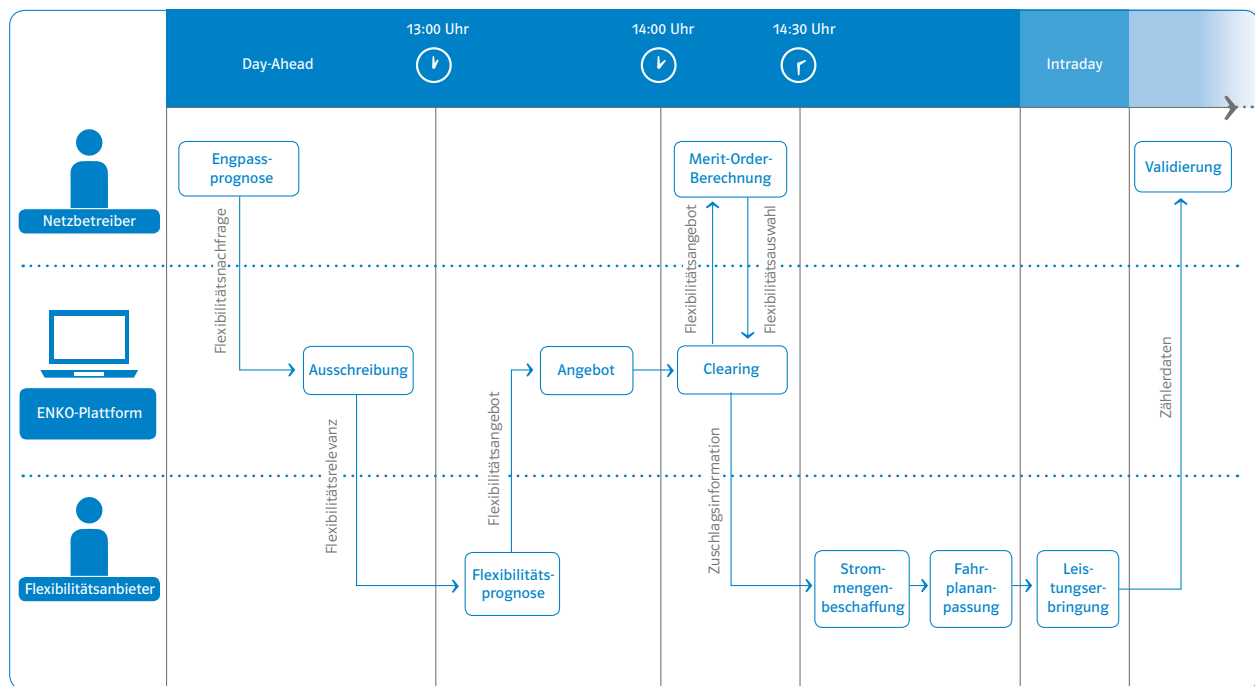 13:00 Uhr
14:00 Uhr
14:30 Uhr
Day-Ahead
Intraday
Engpass-
prognose
Merit-Order-
Berechnung
Validierung
Netzbetreiber
Flexibilitätsnachfrage
Flexibilitätsangebot
Flexibilitätsauswahl
Ausschreibung
Angebot
Clearing
ENKO-Plattform
Zählerdaten
Flexibilitätsrelevanz
Flexibilitätsangebot
Zuschlagsinformation
Flexibilitätsanbieter
Flexibilitäts-
prognose
Strom-
mengen-
beschaffung
Fahr-
planan-
passung
Leis-
tungser-
bringung